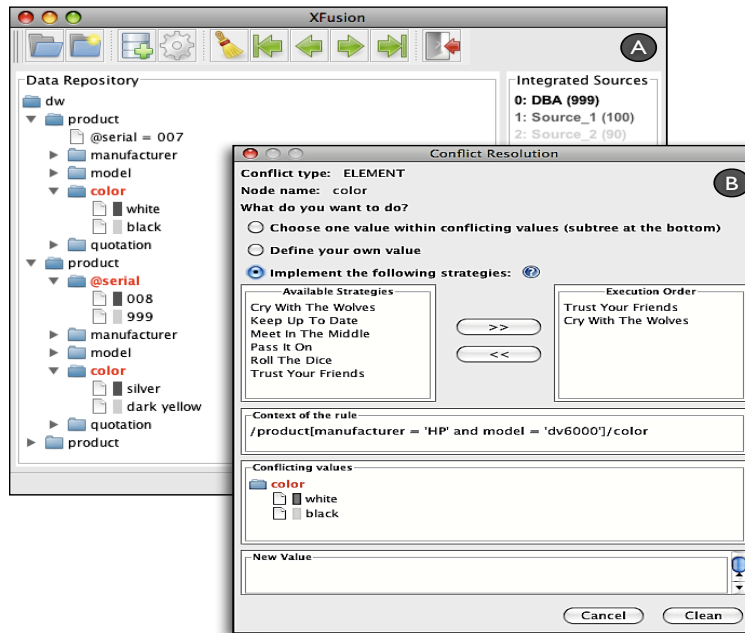 XFusion
A
Data Repository
dw
product
@serial = 007
manufacturer
model
color
white
black
quotation
product
@serial
008
999
manufacturer
model
color
silver
dark yellow
quotation
product
Integrated Sources
0: DBA (999)
1: Source_1 (100)
2: Source_2 (90)
Conflict Resolution
B
Conflict type: ELEMENT
Node name: color
What do you want to do?
Choose one value within conflicting values (subtree at the bottom)
Define your own value
Implement the following strategies: ?
Available Strategies
Cry With The Wolves
Keep Up To Date
Meet In The Middle
Pass It On
Roll The Dice
Trust Your Friends
>>
<<
Execution Order
Trust Your Friends
Cry With The Wolves
Context of the rule
/product[manufacturer = 'HP' and model = 'dv6000']/color
Conflicting values
color
white
black
New Value
Cancel
Clean